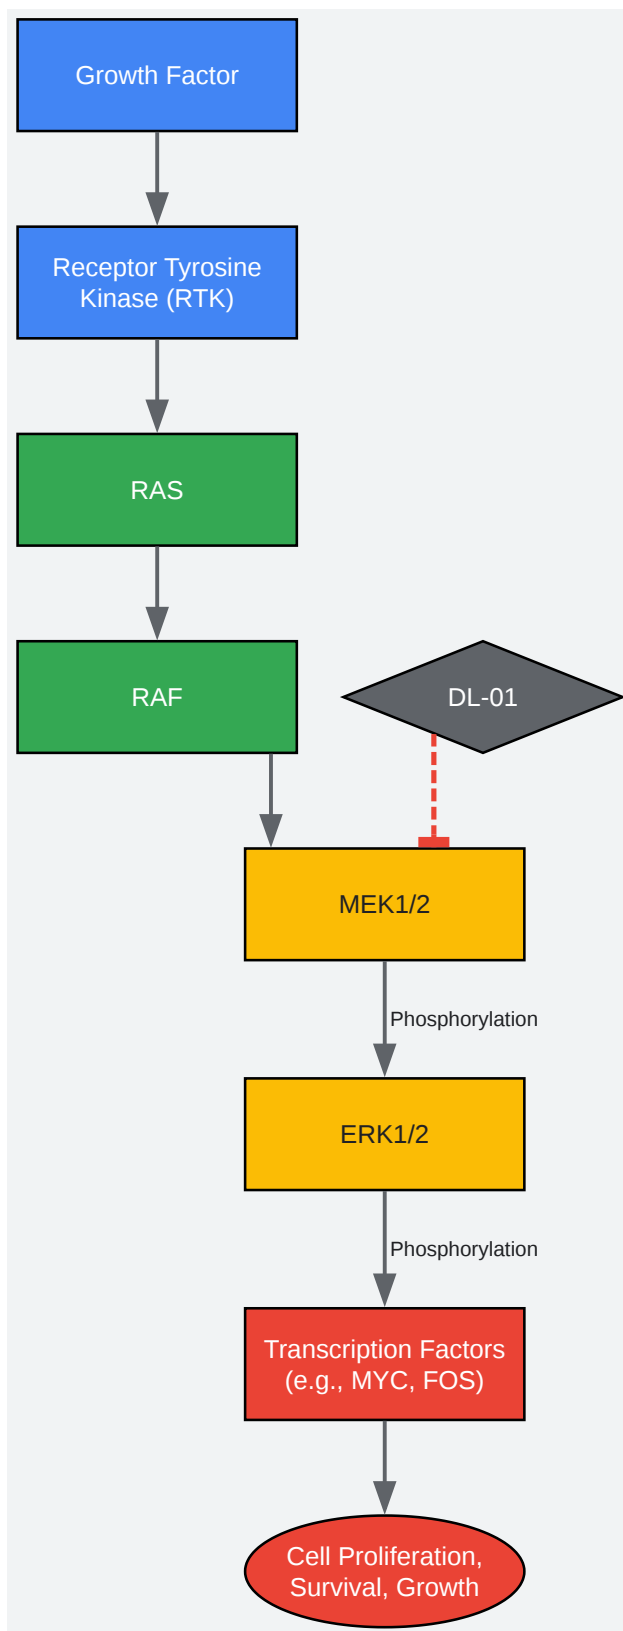 Growth Factor
Receptor Tyrosine
Kinase (RTK)
RAS
RAF
DL-01
MEK1/2
Phosphorylation
ERK1/2
Phosphorylation
Transcription Factors
(e.g., MYC, FOS)
Cell Proliferation,
Survival, Growth